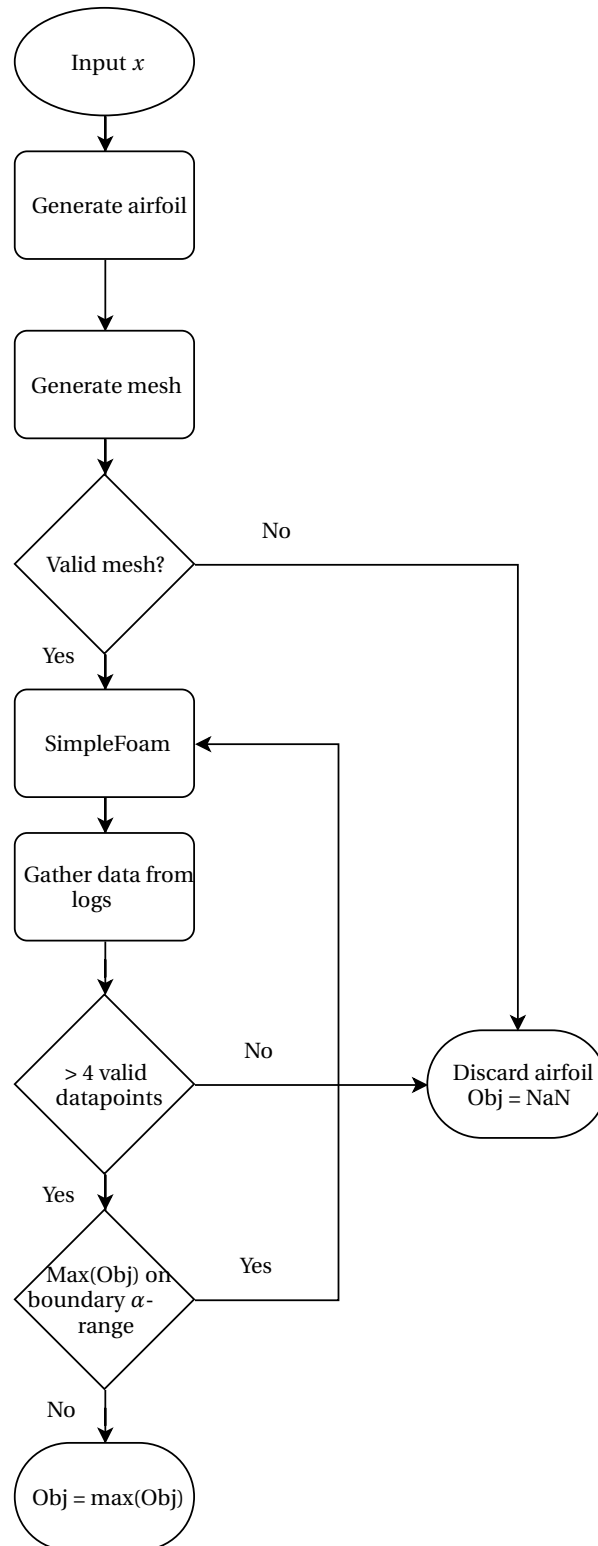 Input x
Generate airfoil
Generate mesh
No
Valid mesh?
Yes
SimpleFoam
Gather data from
logs
No
> 4 valid
datapoints
Discard airfoil
Obj = NaN
Yes
Yes
Max(Obj) on
boundary α-
range
No
Obj = max(Obj)